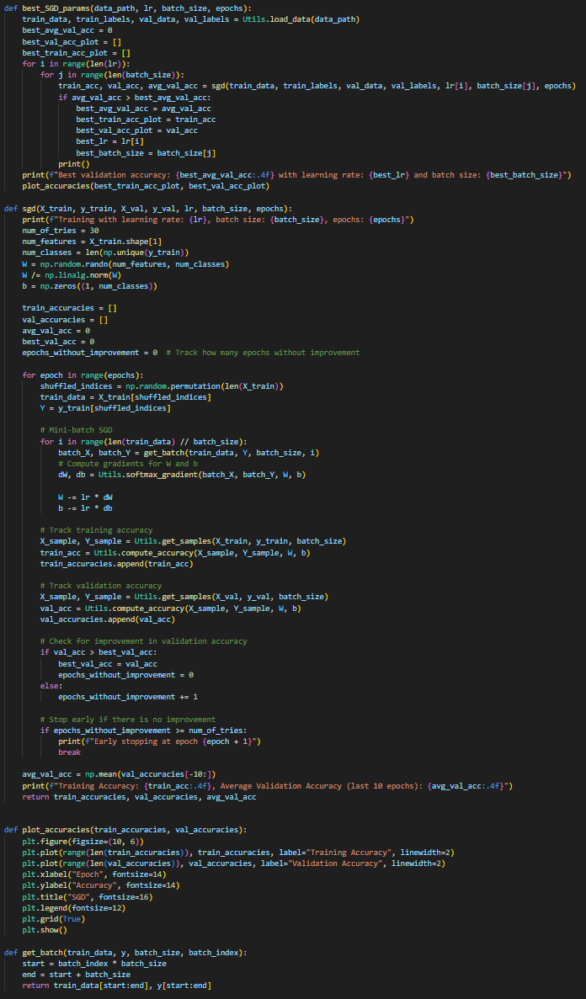 def best_SGD_params(data_path, lr, batch_size, epochs):
    train_data, train_labels, val_data, val_labels = Utils.load_data(data_path)
    best_avg_val_acc = 0
    best_val_acc_plot = []
    best_train_acc_plot = []
    for i in range(len(lr)):
        for j in range(len(batch_size)):
            train_acc, val_acc, avg_val_acc = sgd(train_data, train_labels, val_data, val_labels, lr[i], batch_size[j], epochs)
            if avg_val_acc > best_avg_val_acc:
                best_avg_val_acc = avg_val_acc
                best_train_acc_plot = train_acc
                best_val_acc_plot = val_acc
                best_lr = lr[i]
                best_batch_size = batch_size[j]
            print()
    print(f"Best validation accuracy: {best_avg_val_acc:.4f} with learning rate: {best_lr} and batch size: {best_batch_size}")
    plot_accuracies(best_train_acc_plot, best_val_acc_plot)

def sgd(X_train, y_train, X_val, y_val, lr, batch_size, epochs):
    print(f"Training with learning rate: {lr}, batch size: {batch_size}, epochs: {epochs}")
    num_of_tries = 30
    num_features = X_train.shape[1]
    num_classes = len(np.unique(y_train))
    W = np.random.randn(num_features, num_classes)
    W /= np.linalg.norm(W)
    b = np.zeros((1, num_classes))

    train_accuracies = []
    val_accuracies = []
    avg_val_acc = 0
    best_val_acc = 0
    epochs_without_improvement = 0  # Track how many epochs without improvement

    for epoch in range(epochs):
        shuffled_indices = np.random.permutation(len(X_train))
        train_data = X_train[shuffled_indices]
        Y = y_train[shuffled_indices]

        # Mini-batch SGD
        for i in range(len(train_data) // batch_size):
            batch_X, batch_Y = get_batch(train_data, Y, batch_size, i)
            # Compute gradients for W and b
            dW, db = Utils.softmax_gradient(batch_X, batch_Y, W, b)

            W -= lr * dW
            b -= lr * db

        # Track training accuracy
        X_sample, Y_sample = Utils.get_samples(X_train, y_train, batch_size)
        train_acc = Utils.compute_accuracy(X_sample, Y_sample, W, b)
        train_accuracies.append(train_acc)

        # Track validation accuracy
        X_sample, Y_sample = Utils.get_samples(X_val, y_val, batch_size)
        val_acc = Utils.compute_accuracy(X_sample, Y_sample, W, b)
        val_accuracies.append(val_acc)

        # Check for improvement in validation accuracy
        if val_acc > best_val_acc:
            best_val_acc = val_acc
            epochs_without_improvement = 0
        else:
            epochs_without_improvement += 1

        # Stop early if there is no improvement
        if epochs_without_improvement >= num_of_tries:
            print(f"Early stopping at epoch {epoch + 1}")
            break

    avg_val_acc = np.mean(val_accuracies[-10:])
    print(f"Training Accuracy: {train_acc:.4f}, Average Validation Accuracy (last 10 epochs): {avg_val_acc:.4f}")
    return train_accuracies, val_accuracies, avg_val_acc


def plot_accuracies(train_accuracies, val_accuracies):
    plt.figure(figsize=(10, 6))
    plt.plot(range(len(train_accuracies)), train_accuracies, label="Training Accuracy", linewidth=2)
    plt.plot(range(len(val_accuracies)), val_accuracies, label="Validation Accuracy", linewidth=2)
    plt.xlabel("Epoch", fontsize=14)
    plt.ylabel("Accuracy", fontsize=14)
    plt.title("SGD", fontsize=16)
    plt.legend(fontsize=12)
    plt.grid(True)
    plt.show()

def get_batch(train_data, y, batch_size, batch_index):
    start = batch_index * batch_size
    end = start + batch_size
    return train_data[start:end], y[start:end]